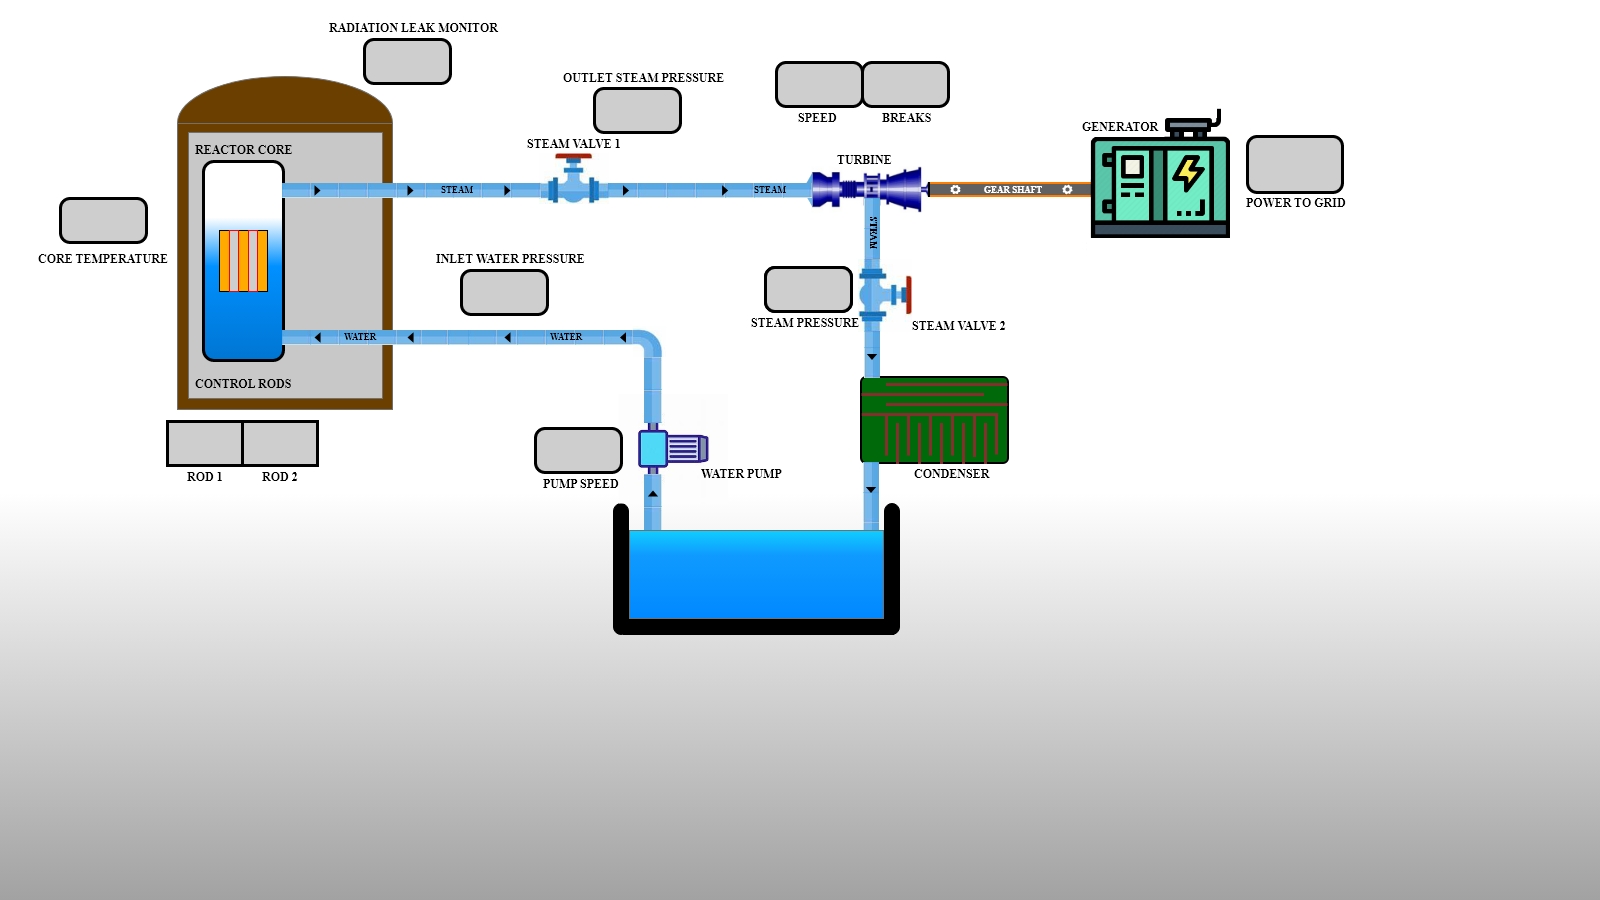 RADIATION LEAK MONITOR
OUTLET STEAM PRESSURE
SPEED
BREAKS
GENERATOR
STEAM VALVE 1
REACTOR CORE
TURBINE
STEAM
STEAM
GEAR SHAFT
POWER TO GRID
STEAM
CORE TEMPERATURE
INLET WATER PRESSURE
STEAM PRESSURE
STEAM VALVE 2
WATER
WATER
CONTROL RODS
ROD 1
ROD 2
PUMP SPEED
WATER PUMP
CONDENSER